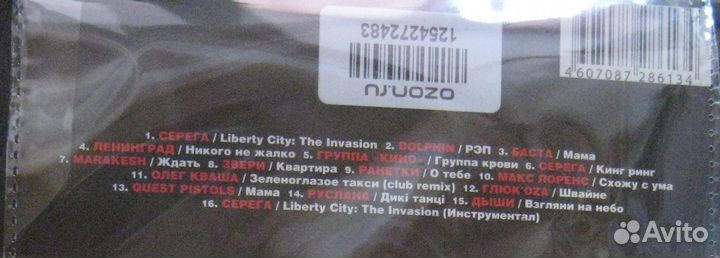 1254272483
OZON.RU
4 607087 286134
1. СЕРЕГА / Liberty City: The Invasion 2. DOLPHIN / РЭП 3. БАСТА / Мама
4. ЛЕНИНГРАД / Никого не жалко 5. ГРУППА «КИНО» / Группа крови 6. СЕРЕГА / Кинг ринг
7. MARAKESH / Ждать 8. ЗВЕРИ / Квартира 9. РАКЕТКИ / О тебе 10. МАКС ЛОРЕНС / Схожу с ума
11. ОЛЕГ КВАША / Зеленоглазое такси (club remix) 12. ГЛЮК'OZA / Швайне
13. QUEST PISTOLS / Мама 14. РУСЛАНА / Дикі танці 15. ДЫШИ / Взгляни на небо
16. СЕРЕГА / Liberty City: The Invasion (Инструментал)
Avito